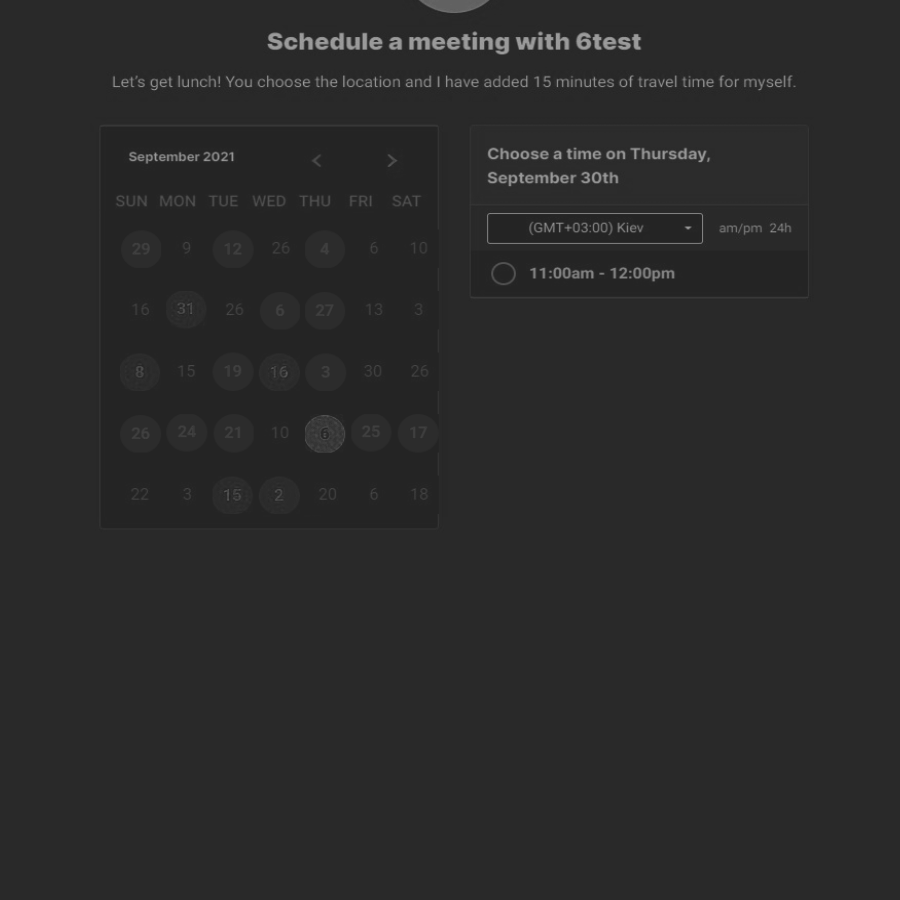 Schedule a meeting with 6test
Let's get lunch! You choose the location and I have added 15 minutes of travel time for myself.
September 2021
SUN MON TUE WED THU FRI SAT
29 9 12 26 4 6 10
16 31 26 6 27 13 3
8 15 19 16 3 30 26
26 24 21 10 6 25 17
22 3 15 2 20 6 18
Choose a time on Thursday,
September 30th
(GMT+03:00) Kiev am/pm 24h
11:00am - 12:00pm